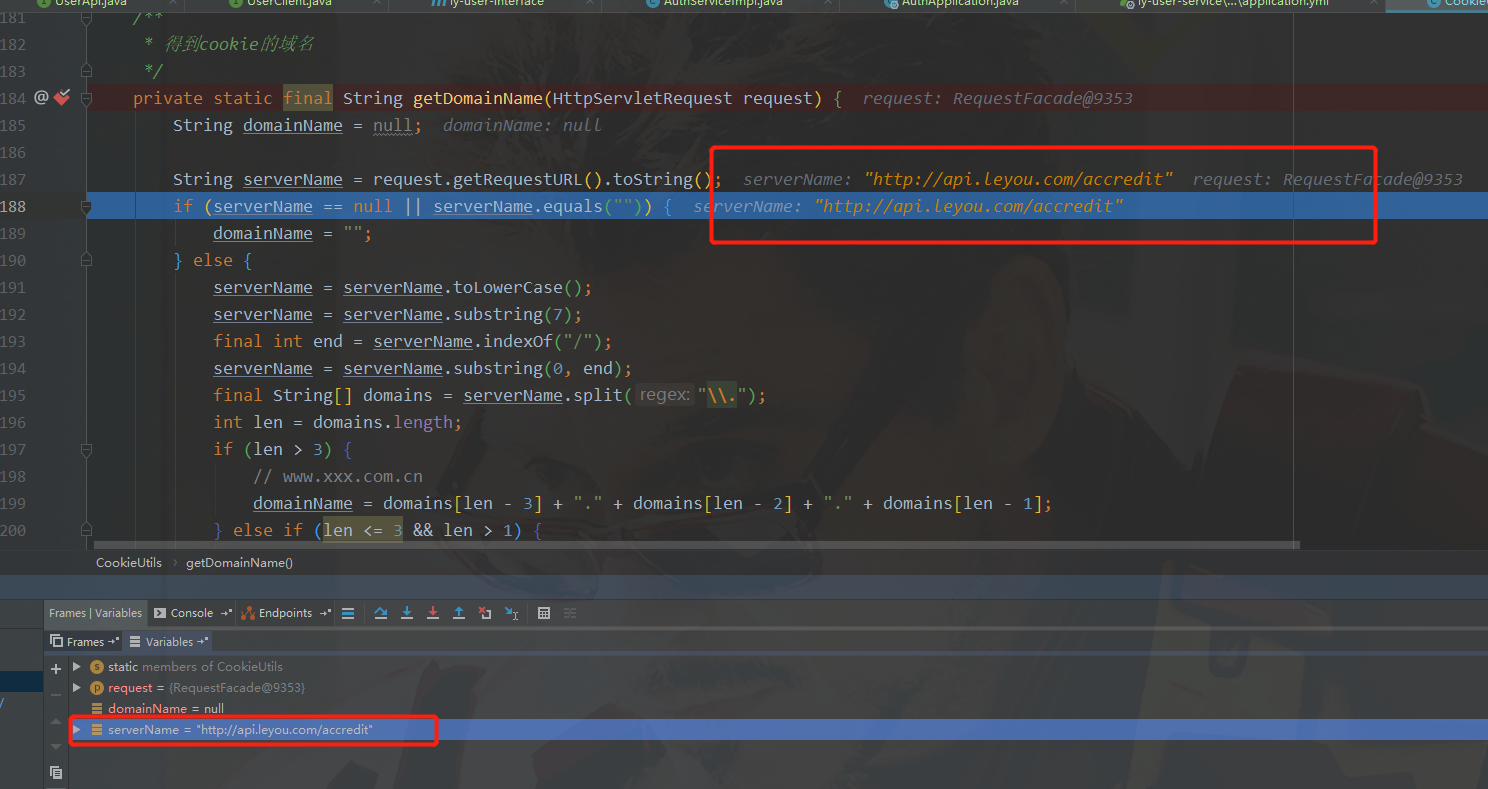 UserApi.java UserClient.java ly-user-interface AuthServiceImpl.java AuthApplication.java ly-user-service\...\application.yml CookieU
181 /**
182 * 得到cookie的域名
183 */
184 @ private static final String getDomainName(HttpServletRequest request) { request: RequestFacade@9353
185 String domainName = null; domainName: null
186
187 String serverName = request.getRequestURL().toString(); serverName: "http://api.leyou.com/accredit" request: RequestFacade@9353
188 if (serverName == null || serverName.equals("")) { serverName: "http://api.leyou.com/accredit"
189 domainName = "";
190 } else {
191 serverName = serverName.toLowerCase();
192 serverName = serverName.substring(7);
193 final int end = serverName.indexOf("/");
194 serverName = serverName.substring(0, end);
195 final String[] domains = serverName.split( regex: "\\.");
196 int len = domains.length;
197 if (len > 3) {
198 // www.xxx.com.cn
199 domainName = domains[len - 3] + "." + domains[len - 2] + "." + domains[len - 1];
200 } else if (len <= 3 && len > 1) {
CookieUtils › getDomainName()
Frames | Variables Console Endpoints
Frames Variables
static members of CookieUtils
request = {RequestFacade@9353}
domainName = null
serverName = "http://api.leyou.com/accredit"